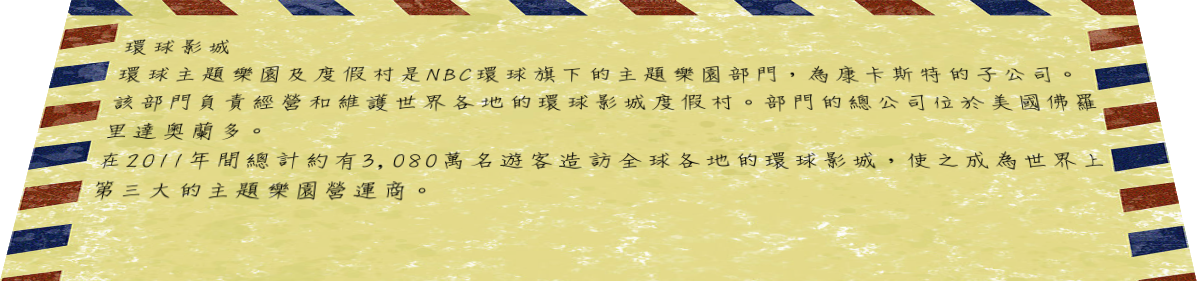 環球影城
環球主題樂園及度假村是NBC環球旗下的主題樂園部門，為康卡斯特的子公司。
該部門負責經營和維護世界各地的環球影城度假村。部門的總公司位於美國佛羅
里達奧蘭多。
在2011年間總計約有3,080萬名遊客造訪全球各地的環球影城，使之成為世界上
第三大的主題樂園營運商。